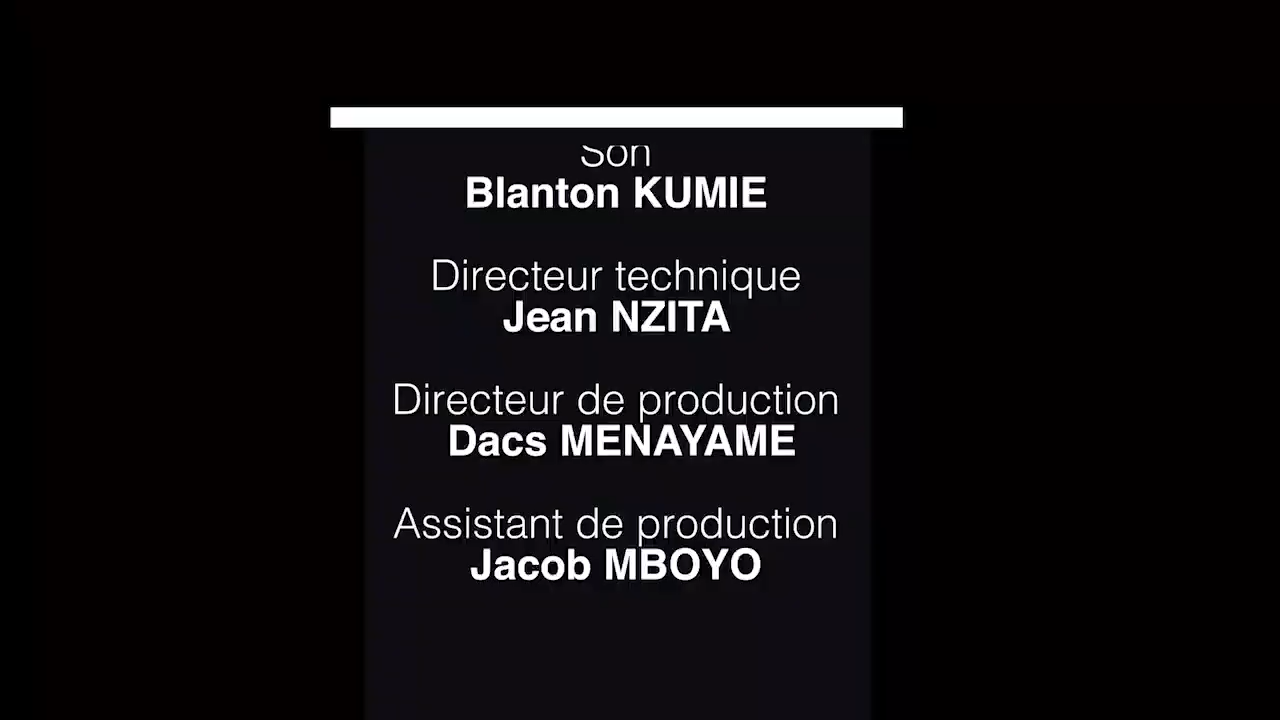 Son
Blanton KUMIE
Directeur technique
Jean NZITA
Directeur de production
Dacs MENAYAME
Assistant de production
Jacob MBOYO